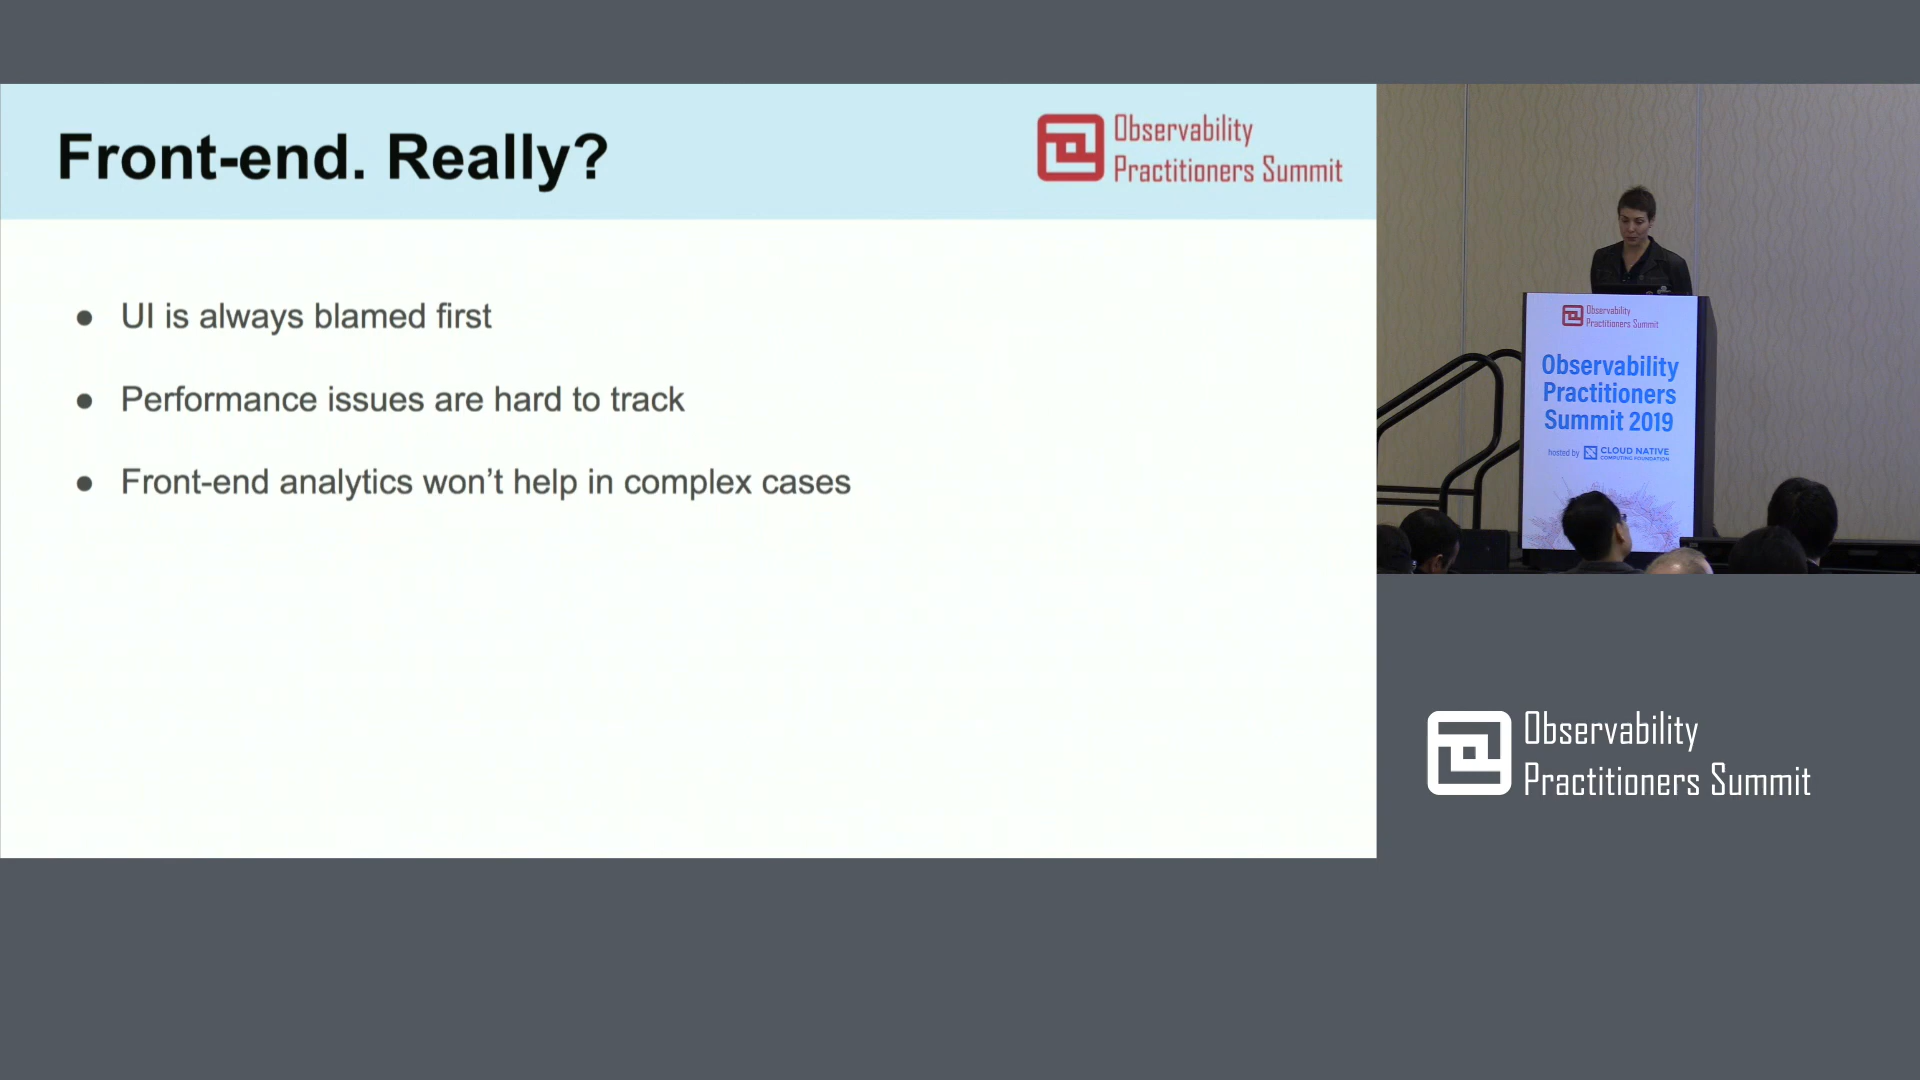 Front-end. Really?
Observability
Practitioners Summit
● UI is always blamed first
● Performance issues are hard to track
● Front-end analytics won’t help in complex cases
Observability
Practitioners Summit
Observability
Practitioners
Summit 2019
hosted by CLOUD NATIVE
COMPUTING FOUNDATION
Observability
Practitioners Summit